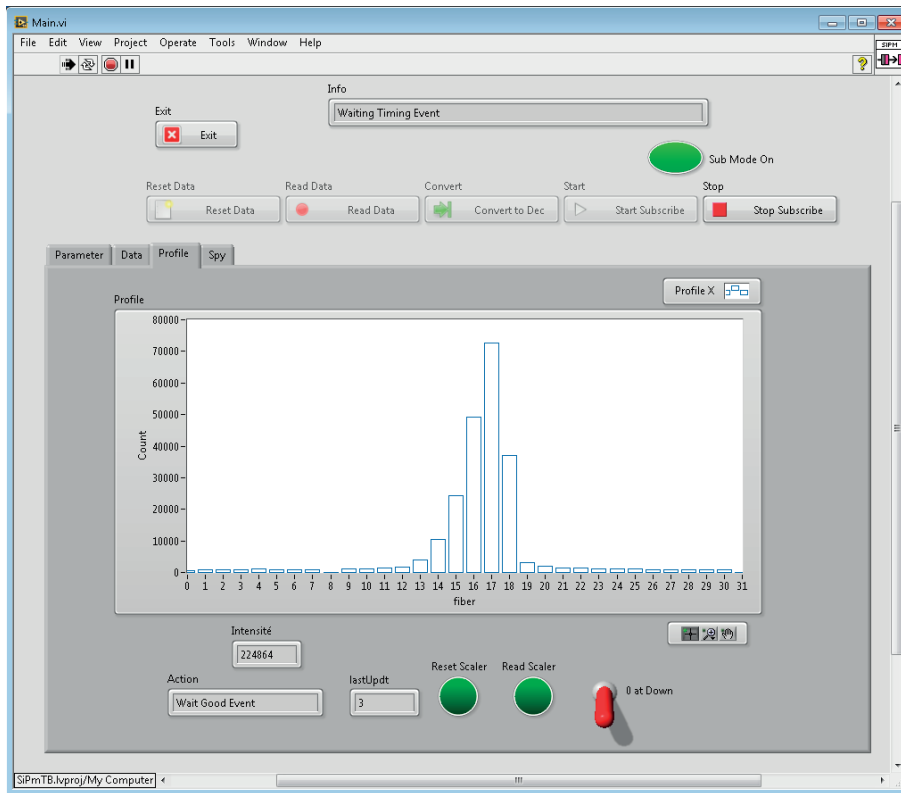 Main.vi
File Edit View Project Operate Tools Window Help
SIPM
?
Info
Waiting Timing Event
Exit
Exit
Sub Mode On
Reset Data Read Data Convert Start Stop
Reset Data Read Data Convert to Dec Start Subscribe Stop Subscribe
Parameter Data Profile Spy
Profile X
Profile
80000
70000
60000
50000
40000
30000
20000
10000
0
Count
0 1 2 3 4 5 6 7 8 9 10 11 12 13 14 15 16 17 18 19 20 21 22 23 24 25 26 27 28 29 30 31
fiber
Intensité
224864
Action lastUpdt Reset Scaler Read Scaler
Wait Good Event 3
0 at Down
SiPmTB.lvproj/My Computer